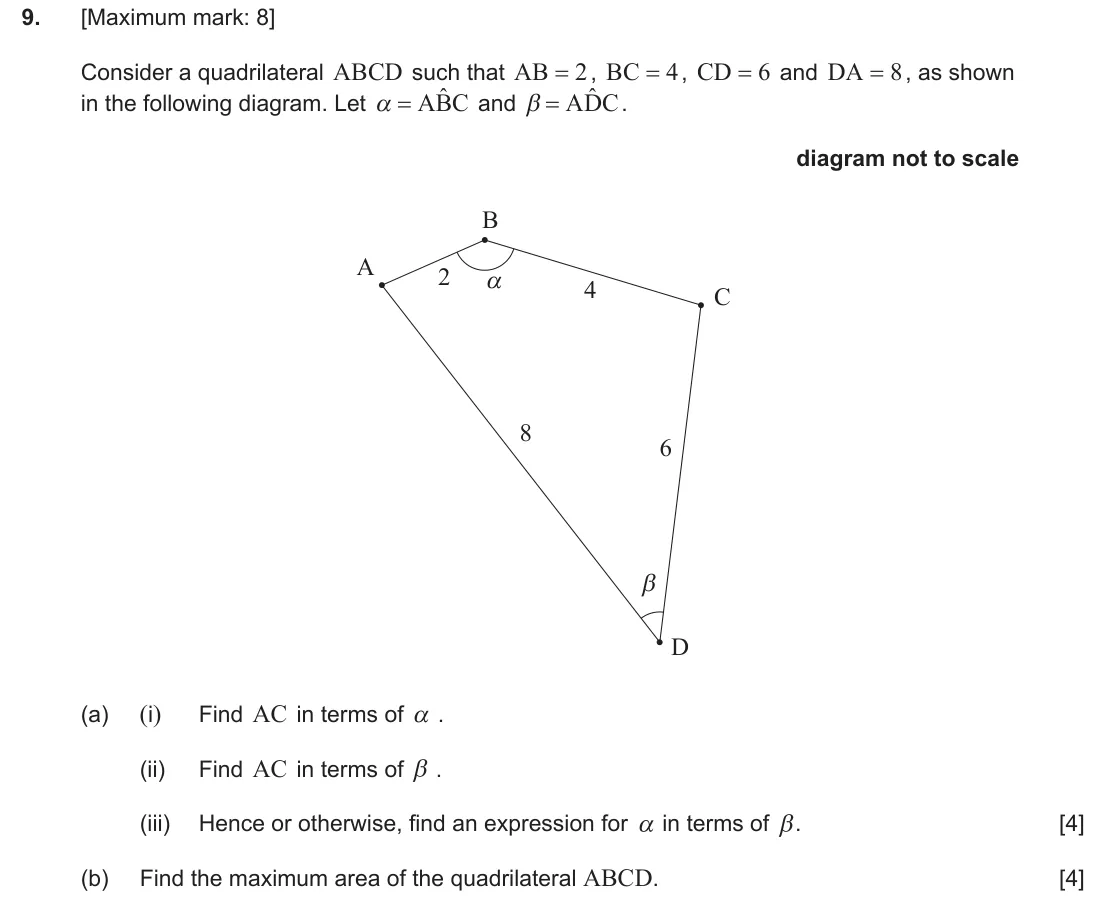 9. [Maximum mark: 8]
Consider a quadrilateral ABCD such that AB = 2, BC = 4, CD = 6 and DA = 8, as shown
in the following diagram. Let α = AB̂C and β = AD̂C.
diagram not to scale
B
A
2
α
4
C
8
6
β
D
(a) (i) Find AC in terms of α .
(ii) Find AC in terms of β .
(iii) Hence or otherwise, find an expression for α in terms of β. [4]
(b) Find the maximum area of the quadrilateral ABCD. [4]